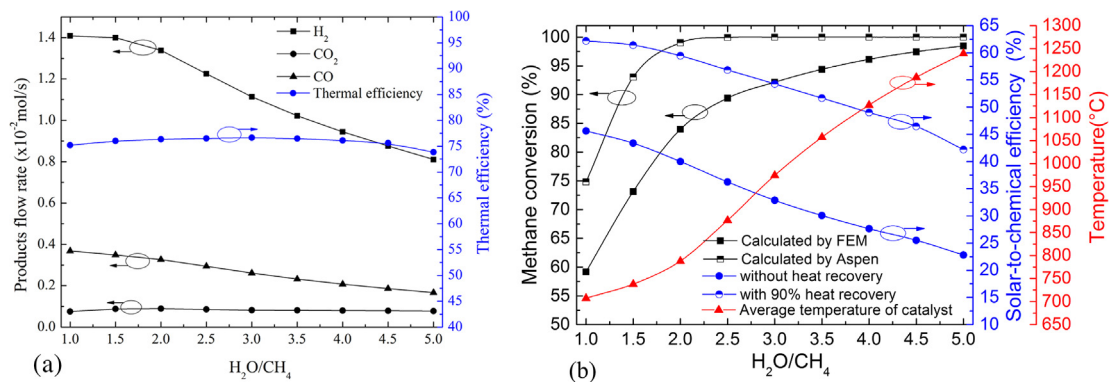 1.4
1.2
1.0
0.8
0.6
0.4
0.2
0.0
Products flow rate (x10⁻²mol/s)
H₂
CO₂
CO
Thermal efficiency
100
95
90
85
80
75
70
65
60
55
50
45
40
Thermal efficiency (%)
1.0 1.5 2.0 2.5 3.0 3.5 4.0 4.5 5.0
H₂O/CH₄
(a)
100
95
90
85
80
75
70
65
60
55
50
Methane conversion (%)
Calculated by FEM
Calculated by Aspen
without heat recovery
with 90% heat recovery
Average temperature of catalyst
65
60
55
50
45
40
35
30
25
20
15
10
Solar-to-chemical efficiency (%)
1300
1250
1200
1150
1100
1050
1000
950
900
850
800
750
700
650
Temperature(°C)
1.0 1.5 2.0 2.5 3.0 3.5 4.0 4.5 5.0
H₂O/CH₄
(b)